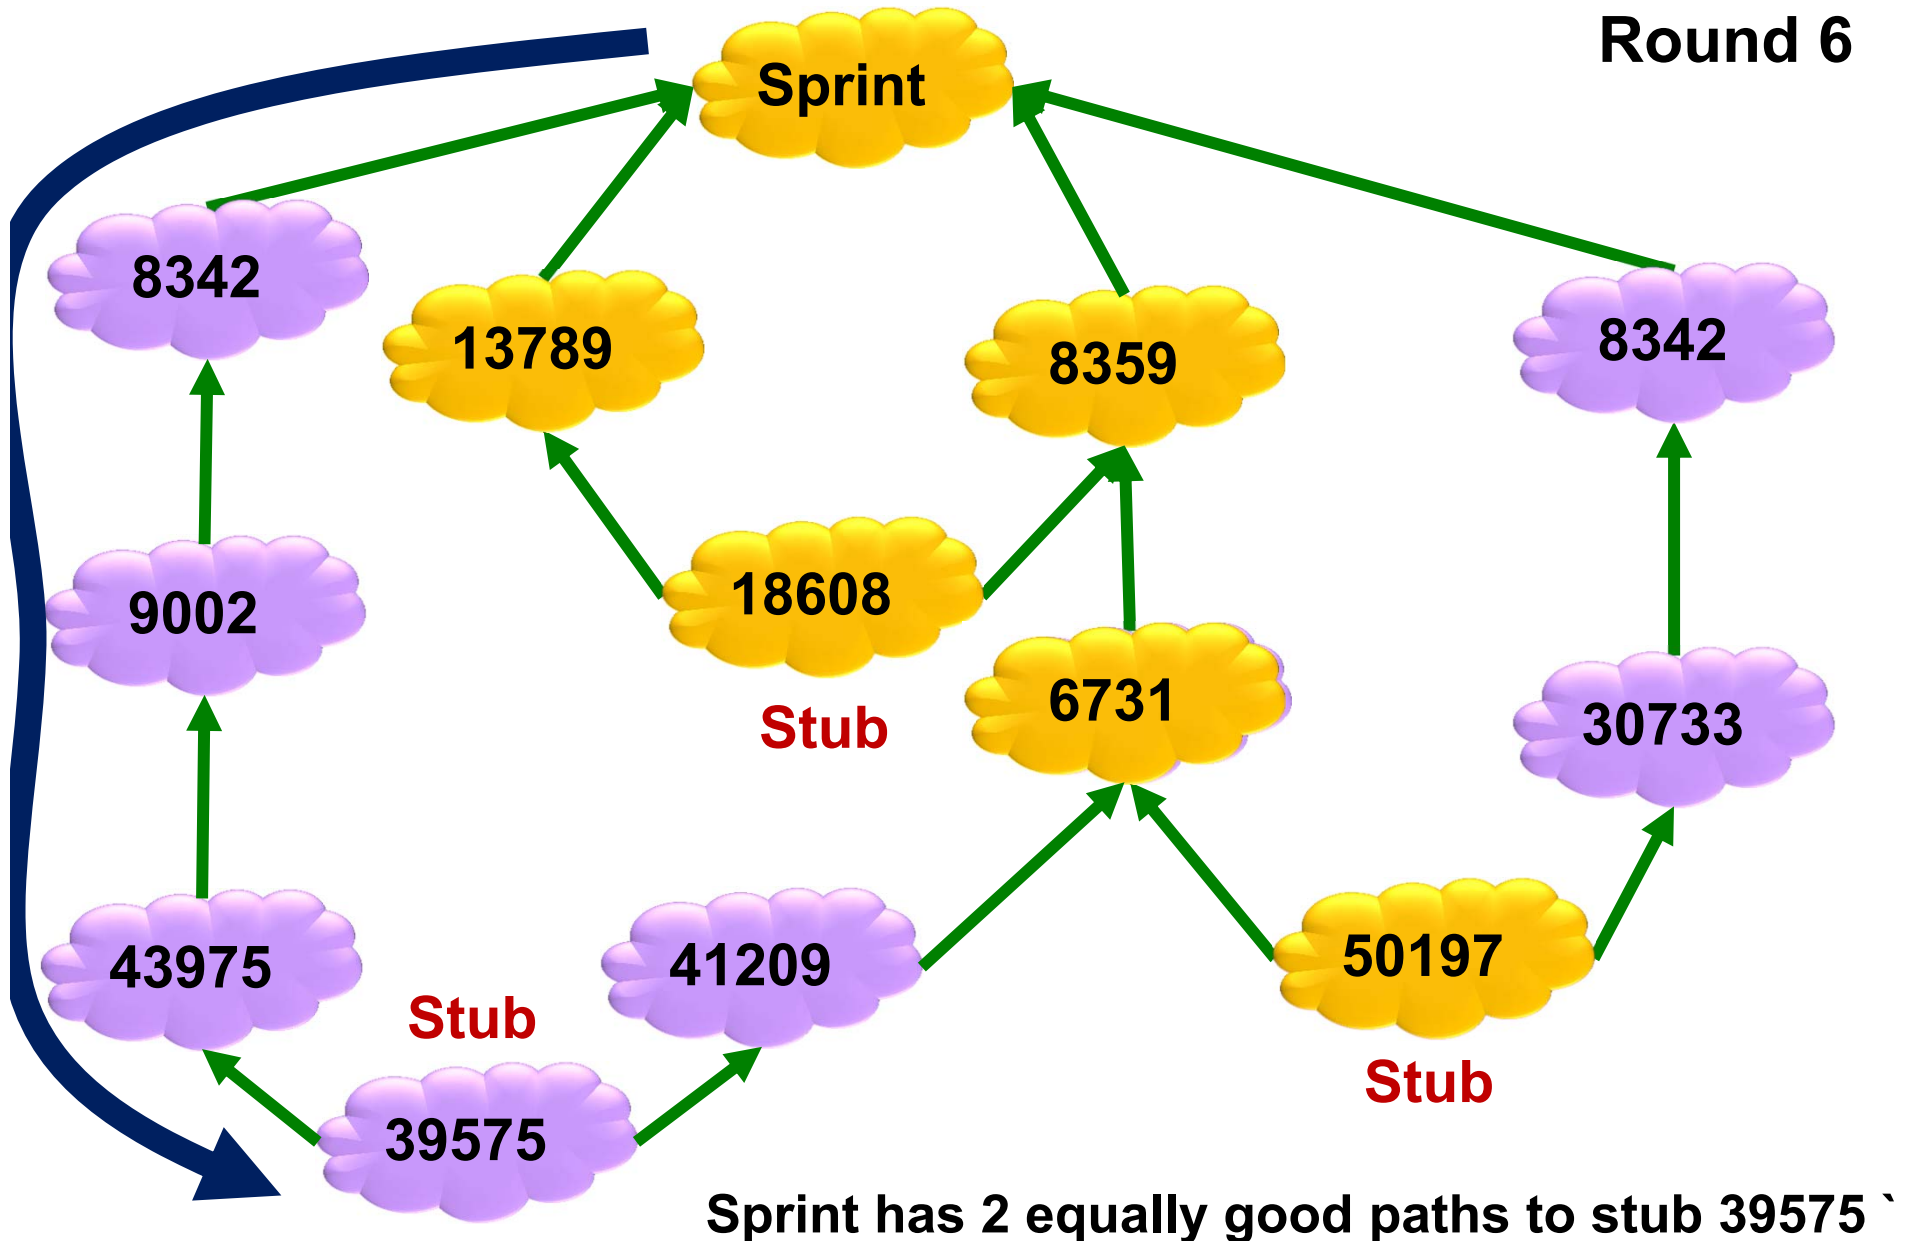 Round 6
Sprint
8342
13789
8359
8342
9002
18608
6731
30733
Stub
43975
41209
50197
Stub
Stub
39575
Sprint has 2 equally good paths to stub 39575 `